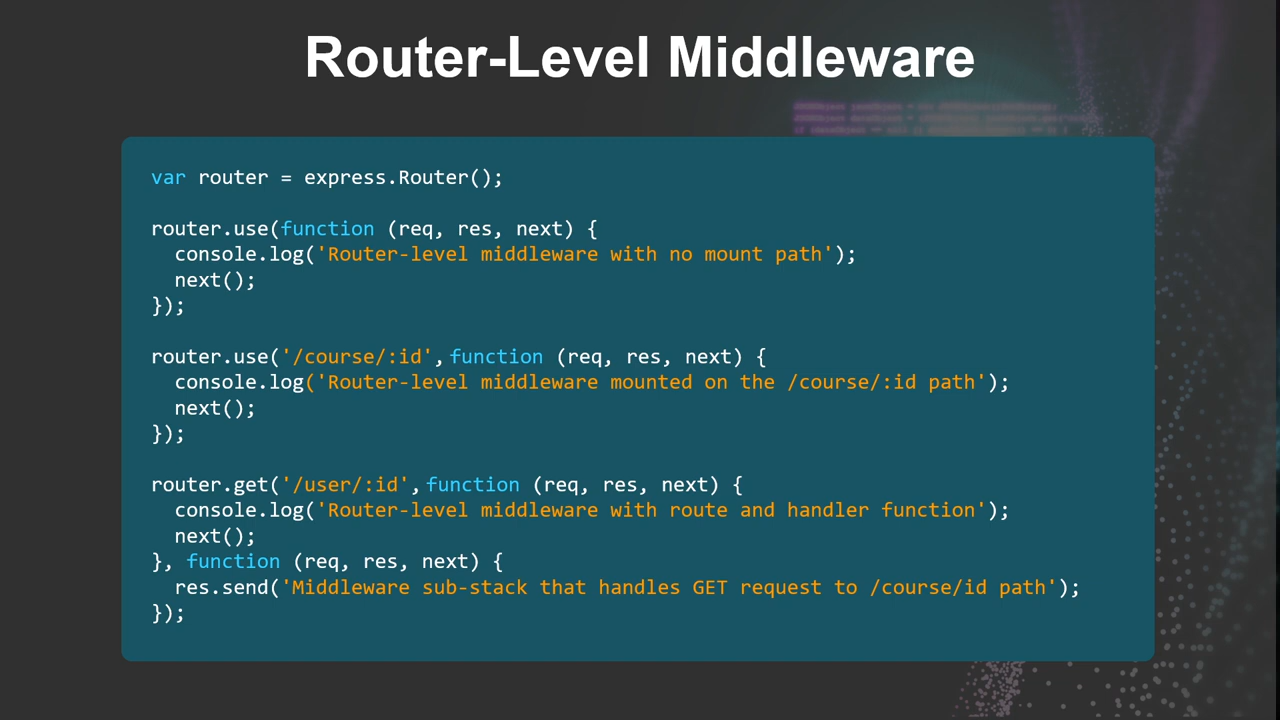 Router-Level Middleware
var router = express.Router();
router.use(function (req, res, next) {
  console.log('Router-level middleware with no mount path');
  next();
});
router.use('/course/:id',function (req, res, next) {
  console.log('Router-level middleware mounted on the /course/:id path');
  next();
});
router.get('/user/:id',function (req, res, next) {
  console.log('Router-level middleware with route and handler function');
  next();
}, function (req, res, next) {
  res.send('Middleware sub-stack that handles GET request to /course/id path');
});